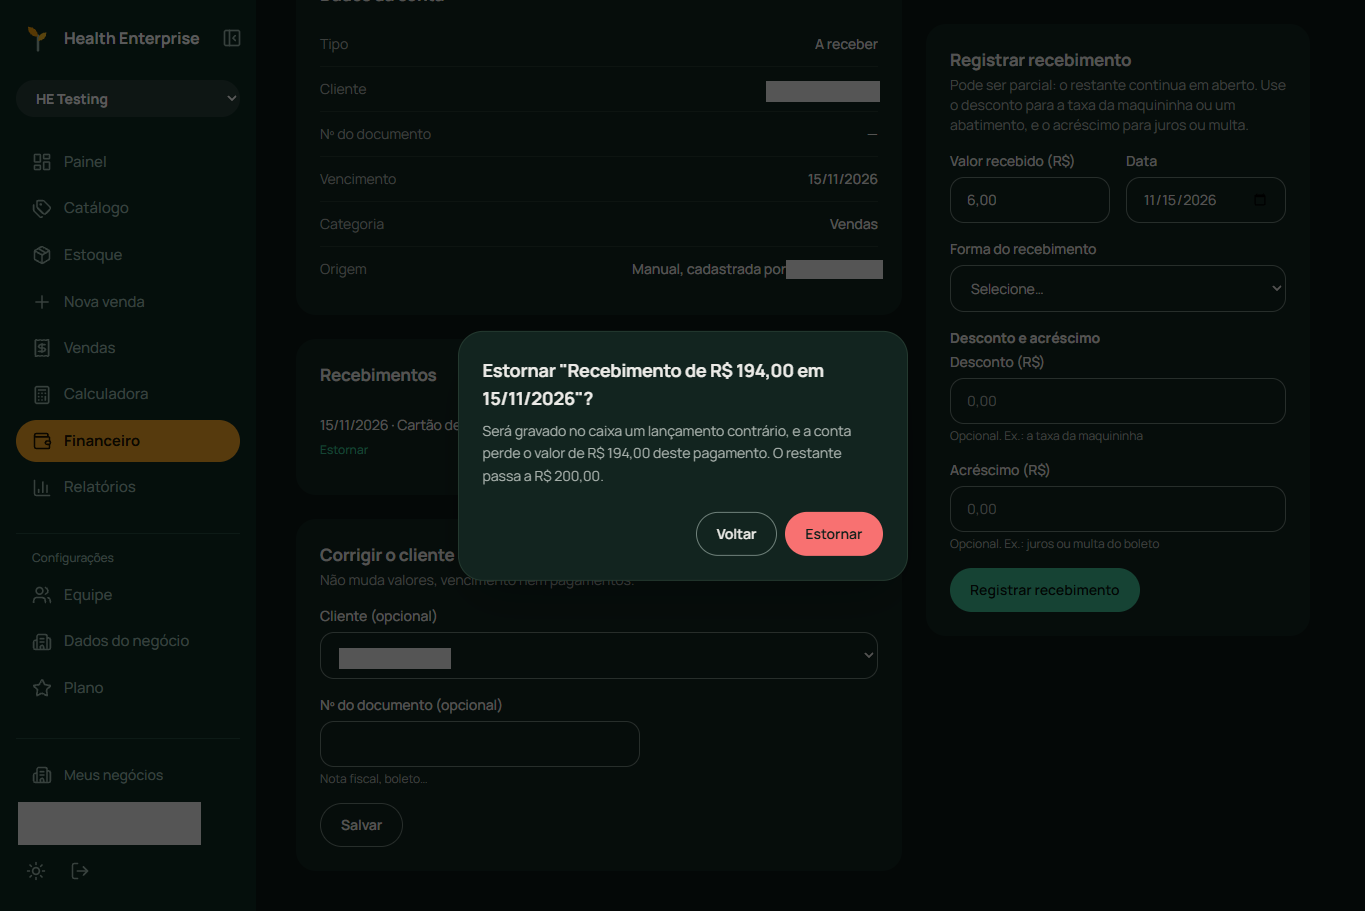 Health Enterprise
HE Testing
Painel
Catálogo
Estoque
Nova venda
Vendas
Calculadora
Financeiro
Relatórios
Configurações
Equipe
Dados do negócio
Plano
Meus negócios
Tipo
A receber
Cliente
Nº do documento
—
Vencimento
15/11/2026
Categoria
Vendas
Origem
Manual, cadastrada por
Recebimentos
15/11/2026 · Cartão de
Estornar
Estornar "Recebimento de R$ 194,00 em
15/11/2026"?
Será gravado no caixa um lançamento contrário, e a conta
perde o valor de R$ 194,00 deste pagamento. O restante
passa a R$ 200,00.
Voltar
Estornar
Corrigir o cliente
Não muda valores, vencimento nem pagamentos.
Cliente (opcional)
Nº do documento (opcional)
Nota fiscal, boleto...
Salvar
Registrar recebimento
Pode ser parcial: o restante continua em aberto. Use
o desconto para a taxa da maquininha ou um
abatimento, e o acréscimo para juros ou multa.
Valor recebido (R$)
Data
6,00
11/15/2026
Forma do recebimento
Selecione...
Desconto e acréscimo
Desconto (R$)
0,00
Opcional. Ex.: a taxa da maquininha
Acréscimo (R$)
0,00
Opcional. Ex.: juros ou multa do boleto
Registrar recebimento